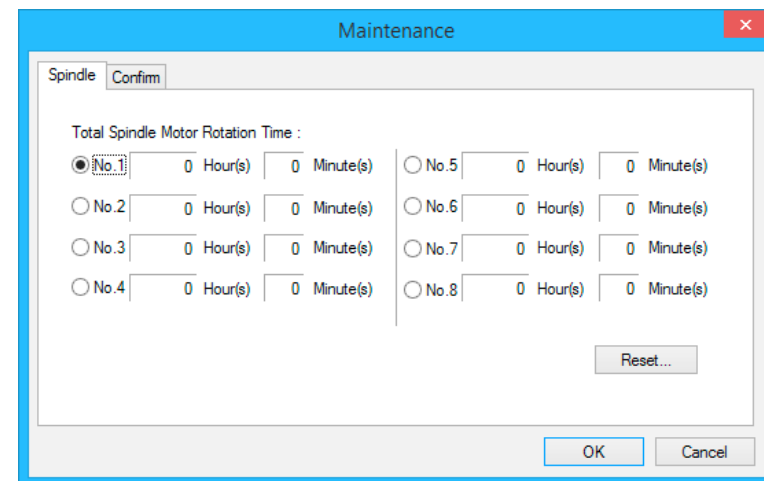 Maintenance
Spindle Confirm
Total Spindle Motor Rotation Time :
No.1 0 Hour(s) 0 Minute(s) No.5 0 Hour(s) 0 Minute(s)
No.2 0 Hour(s) 0 Minute(s) No.6 0 Hour(s) 0 Minute(s)
No.3 0 Hour(s) 0 Minute(s) No.7 0 Hour(s) 0 Minute(s)
No.4 0 Hour(s) 0 Minute(s) No.8 0 Hour(s) 0 Minute(s)
Reset...
OK Cancel